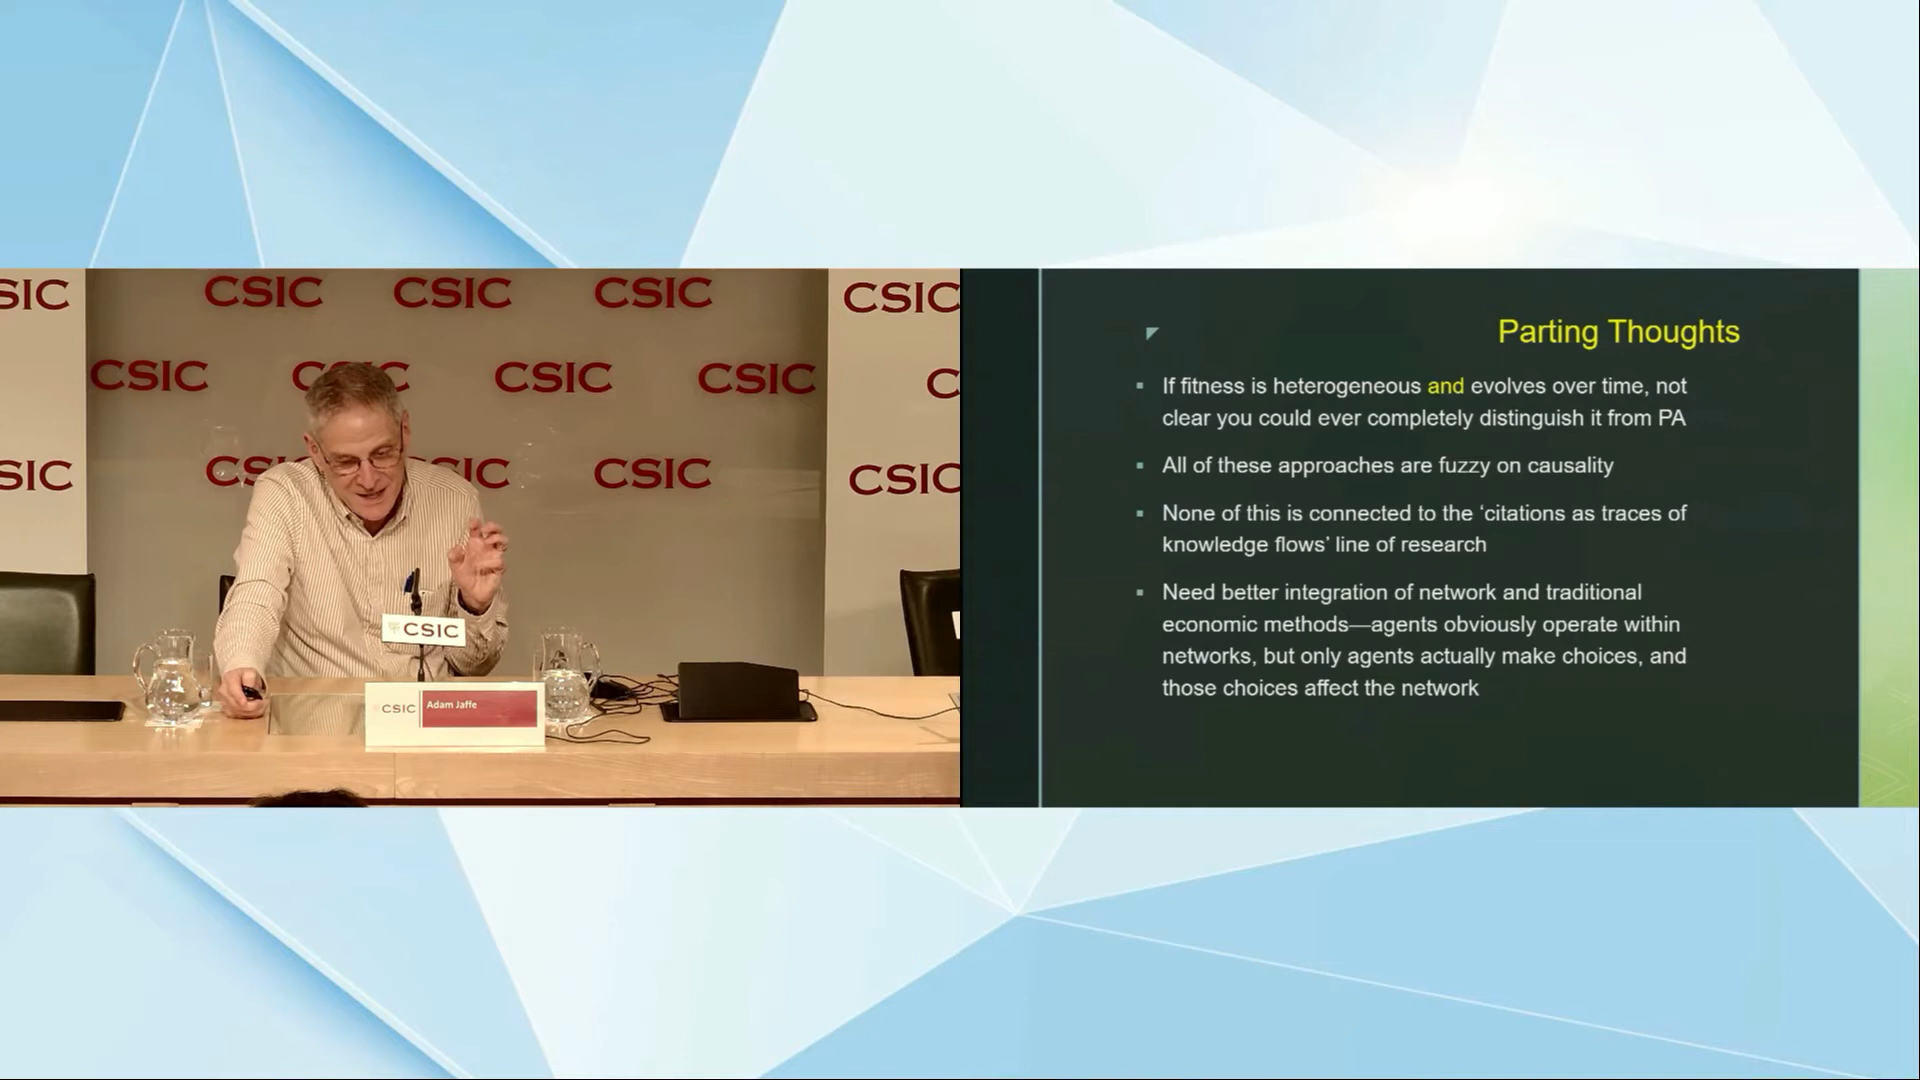 SIC CSIC CSIC CSIC CSIC
CSIC CSIC CSIC CSIC C
SIC CSIC CSIC CSIC CSIC
CSIC
CSIC Adam Jaffe
Parting Thoughts
If fitness is heterogeneous and evolves over time, not
clear you could ever completely distinguish it from PA
All of these approaches are fuzzy on causality
None of this is connected to the ‘citations as traces of
knowledge flows’ line of research
Need better integration of network and traditional
economic methods—agents obviously operate within
networks, but only agents actually make choices, and
those choices affect the network